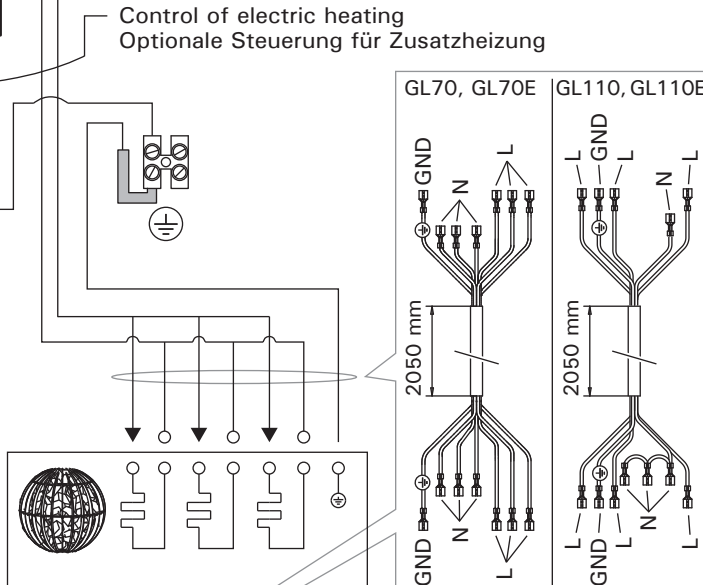 Control of electric heating
Optionale Steuerung für Zusatzheizung
GL70, GL70E
GL110, GL110E
GND
N
L
L
GND
L
N
L
2050 mm
2050 mm
GND
N
L
L
GND
L
N
L